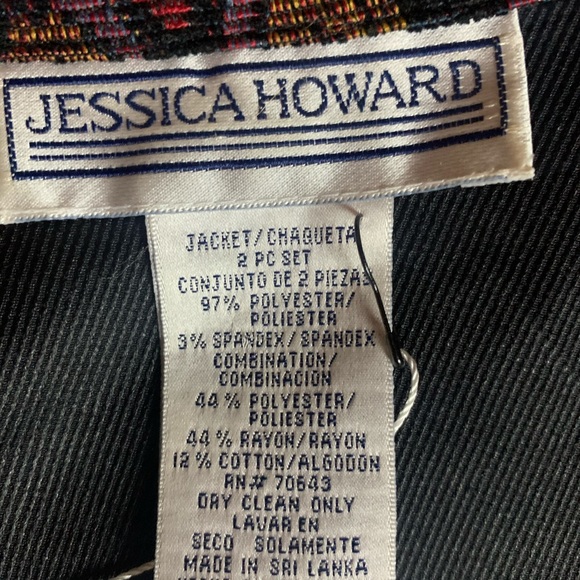 JESSICA HOWARD
JACKET/CHAQUETA
2 PC SET
CONJUNTO DE 2 PIEZAS
97% POLYESTER/
POLIESTER
3% SPANDEX/SPANDEX
COMBINATION/
COMBINACION
44% POLYESTER/
POLIESTER
44% RAYON/RAYON
12% COTTON/ALGODON
RN# 70643
DRY CLEAN ONLY
LAVAR EN
SECO SOLAMENTE
MADE IN SRI LANKA